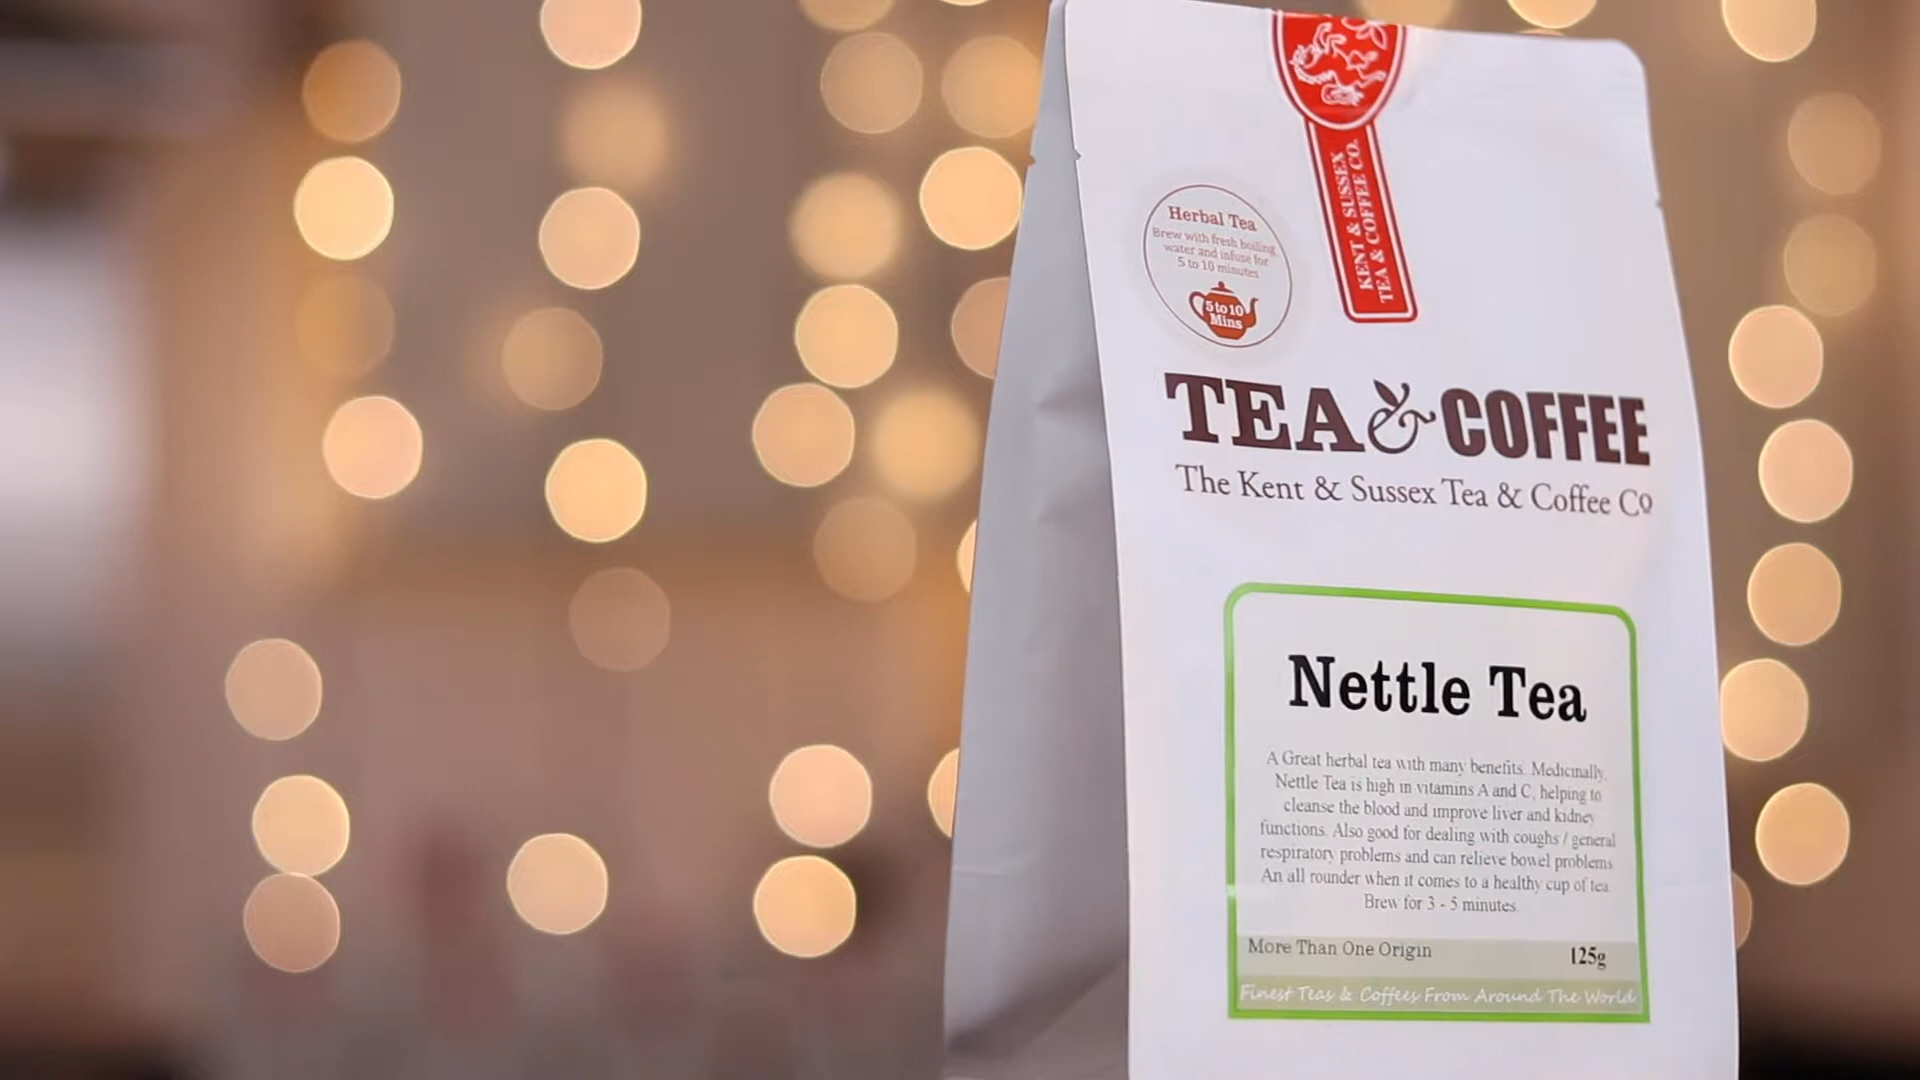 KENT & SUSSEX
TEA & COFFEE CO.
Herbal Tea
Brew with fresh boiling
water and infuse for
5 to 10 minutes
5 to 10
Mins
TEA & COFFEE
The Kent & Sussex Tea & Coffee Co
Nettle Tea
A Great herbal tea with many benefits. Medicinally,
Nettle Tea is high in vitamins A and C, helping to
cleanse the blood and improve liver and kidney
functions. Also good for dealing with coughs / general
respiratory problems and can relieve bowel problems
An all rounder when it comes to a healthy cup of tea
Brew for 3 - 5 minutes.
More Than One Origin
125g
Finest Teas & Coffees From Around The World